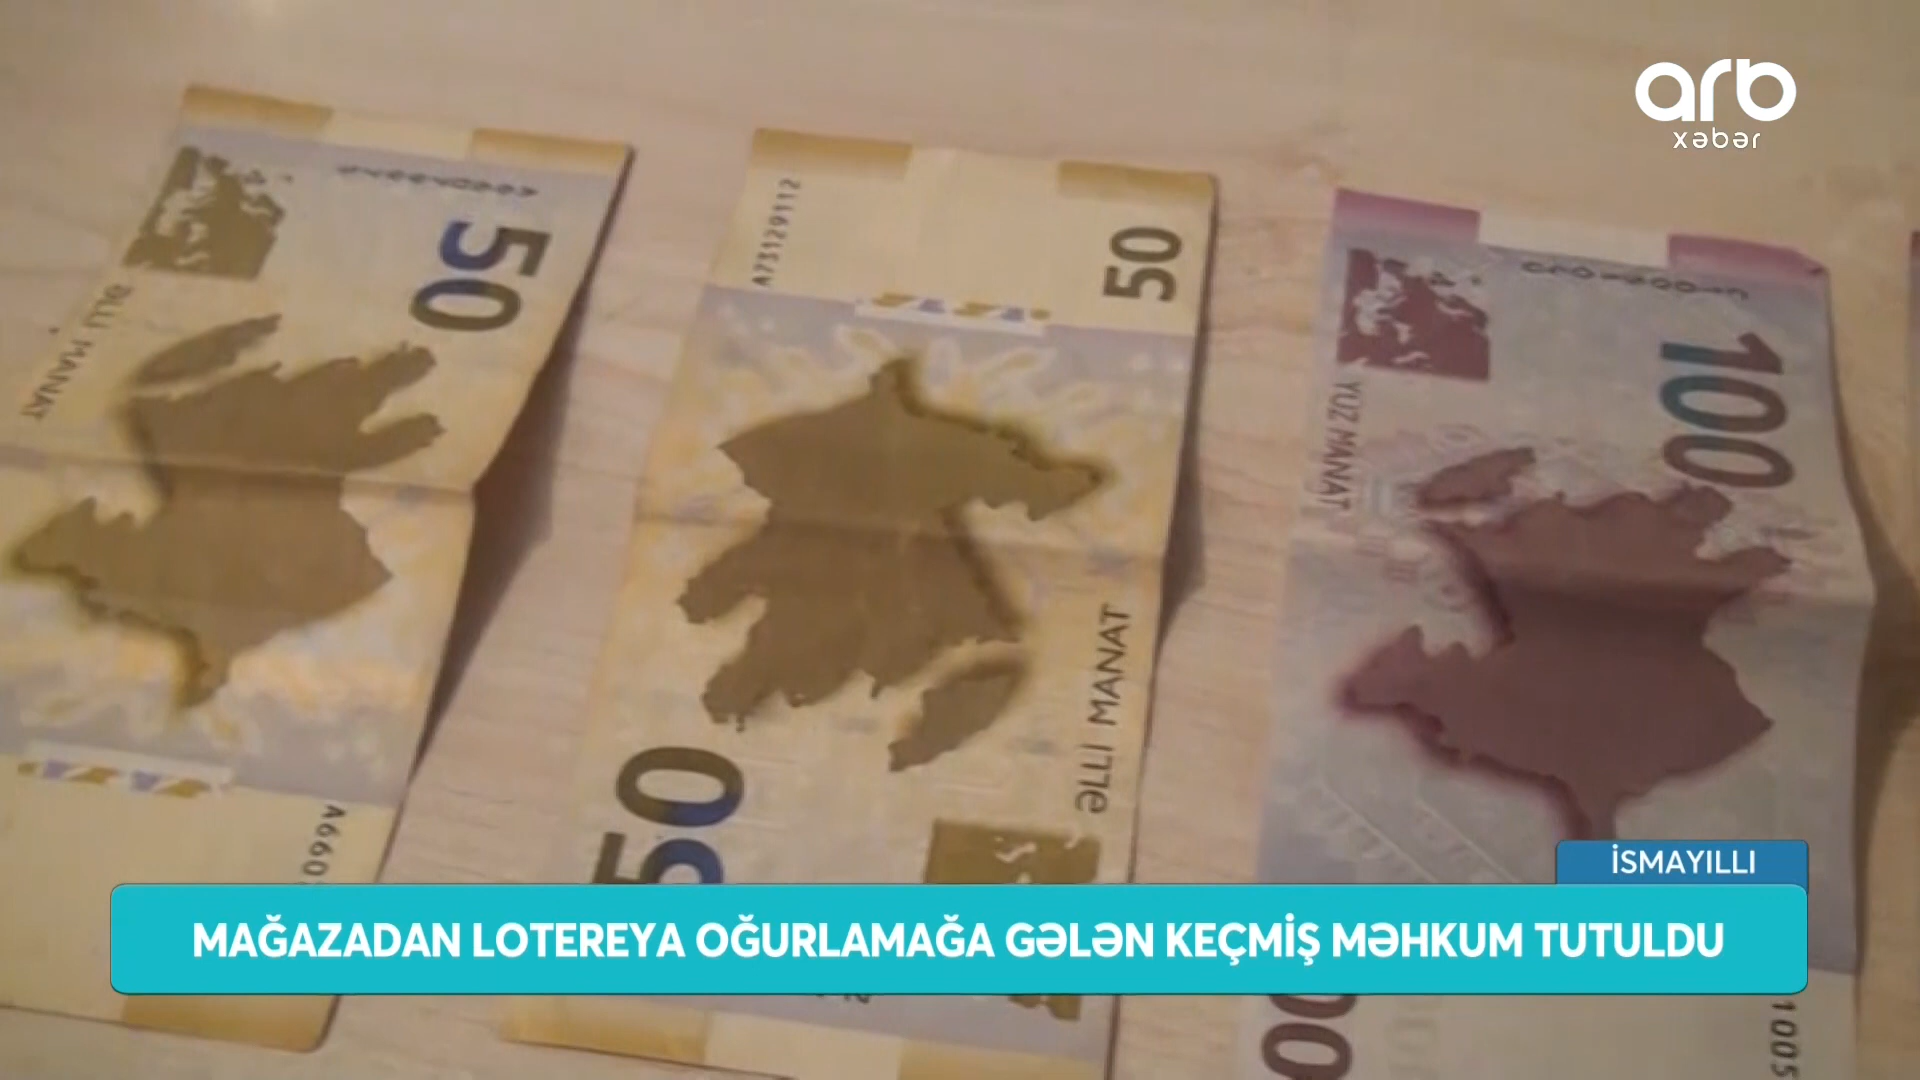 arb
xəbər
50
ƏLLİ MANAT
A73129112
50
ƏLLİ MANAT
50
100
YÜZ MANAT
İSMAYILLI
MAĞAZADAN LOTEREYA OĞURLAMAĞA GƏLƏN KEÇMİŞ MƏHKUM TUTULDU